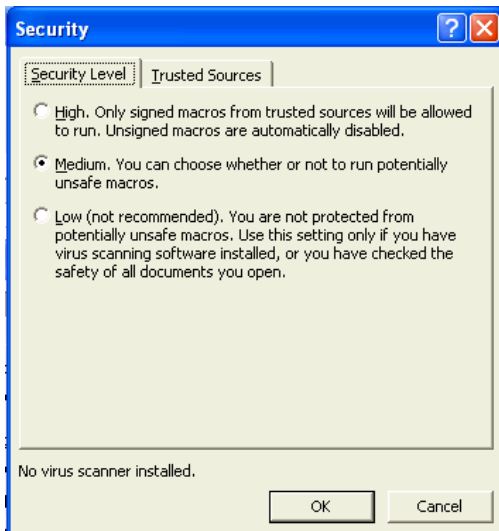 Security
Security Level
Trusted Sources
High. Only signed macros from trusted sources will be allowed
to run. Unsigned macros are automatically disabled.
Medium. You can choose whether or not to run potentially
unsafe macros.
Low (not recommended). You are not protected from
potentially unsafe macros. Use this setting only if you have
virus scanning software installed, or you have checked the
safety of all documents you open.
No virus scanner installed.
OK
Cancel